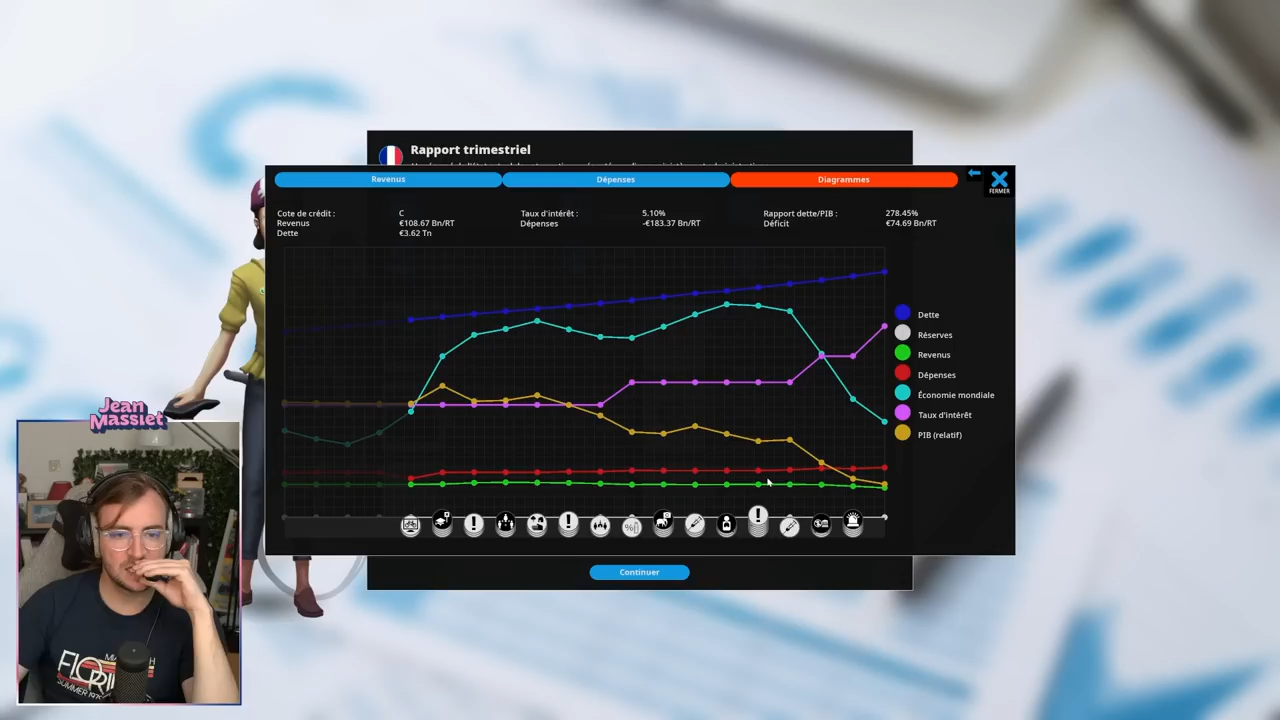 Rapport trimestriel
Revenus
Dépenses
Diagrammes
FERMER
Cote de crédit :
C
Taux d'intérêt :
5.10%
Rapport dette/PIB :
278.45%
Revenus
€108.67 Bn/RT
Dépenses
-€183.37 Bn/RT
Déficit
€74.69 Bn/RT
Dette
€3.62 Tn
Dette
Réserves
Revenus
Dépenses
Économie mondiale
Taux d'intérêt
PIB (relatif)
Continuer
Jean
Massiet